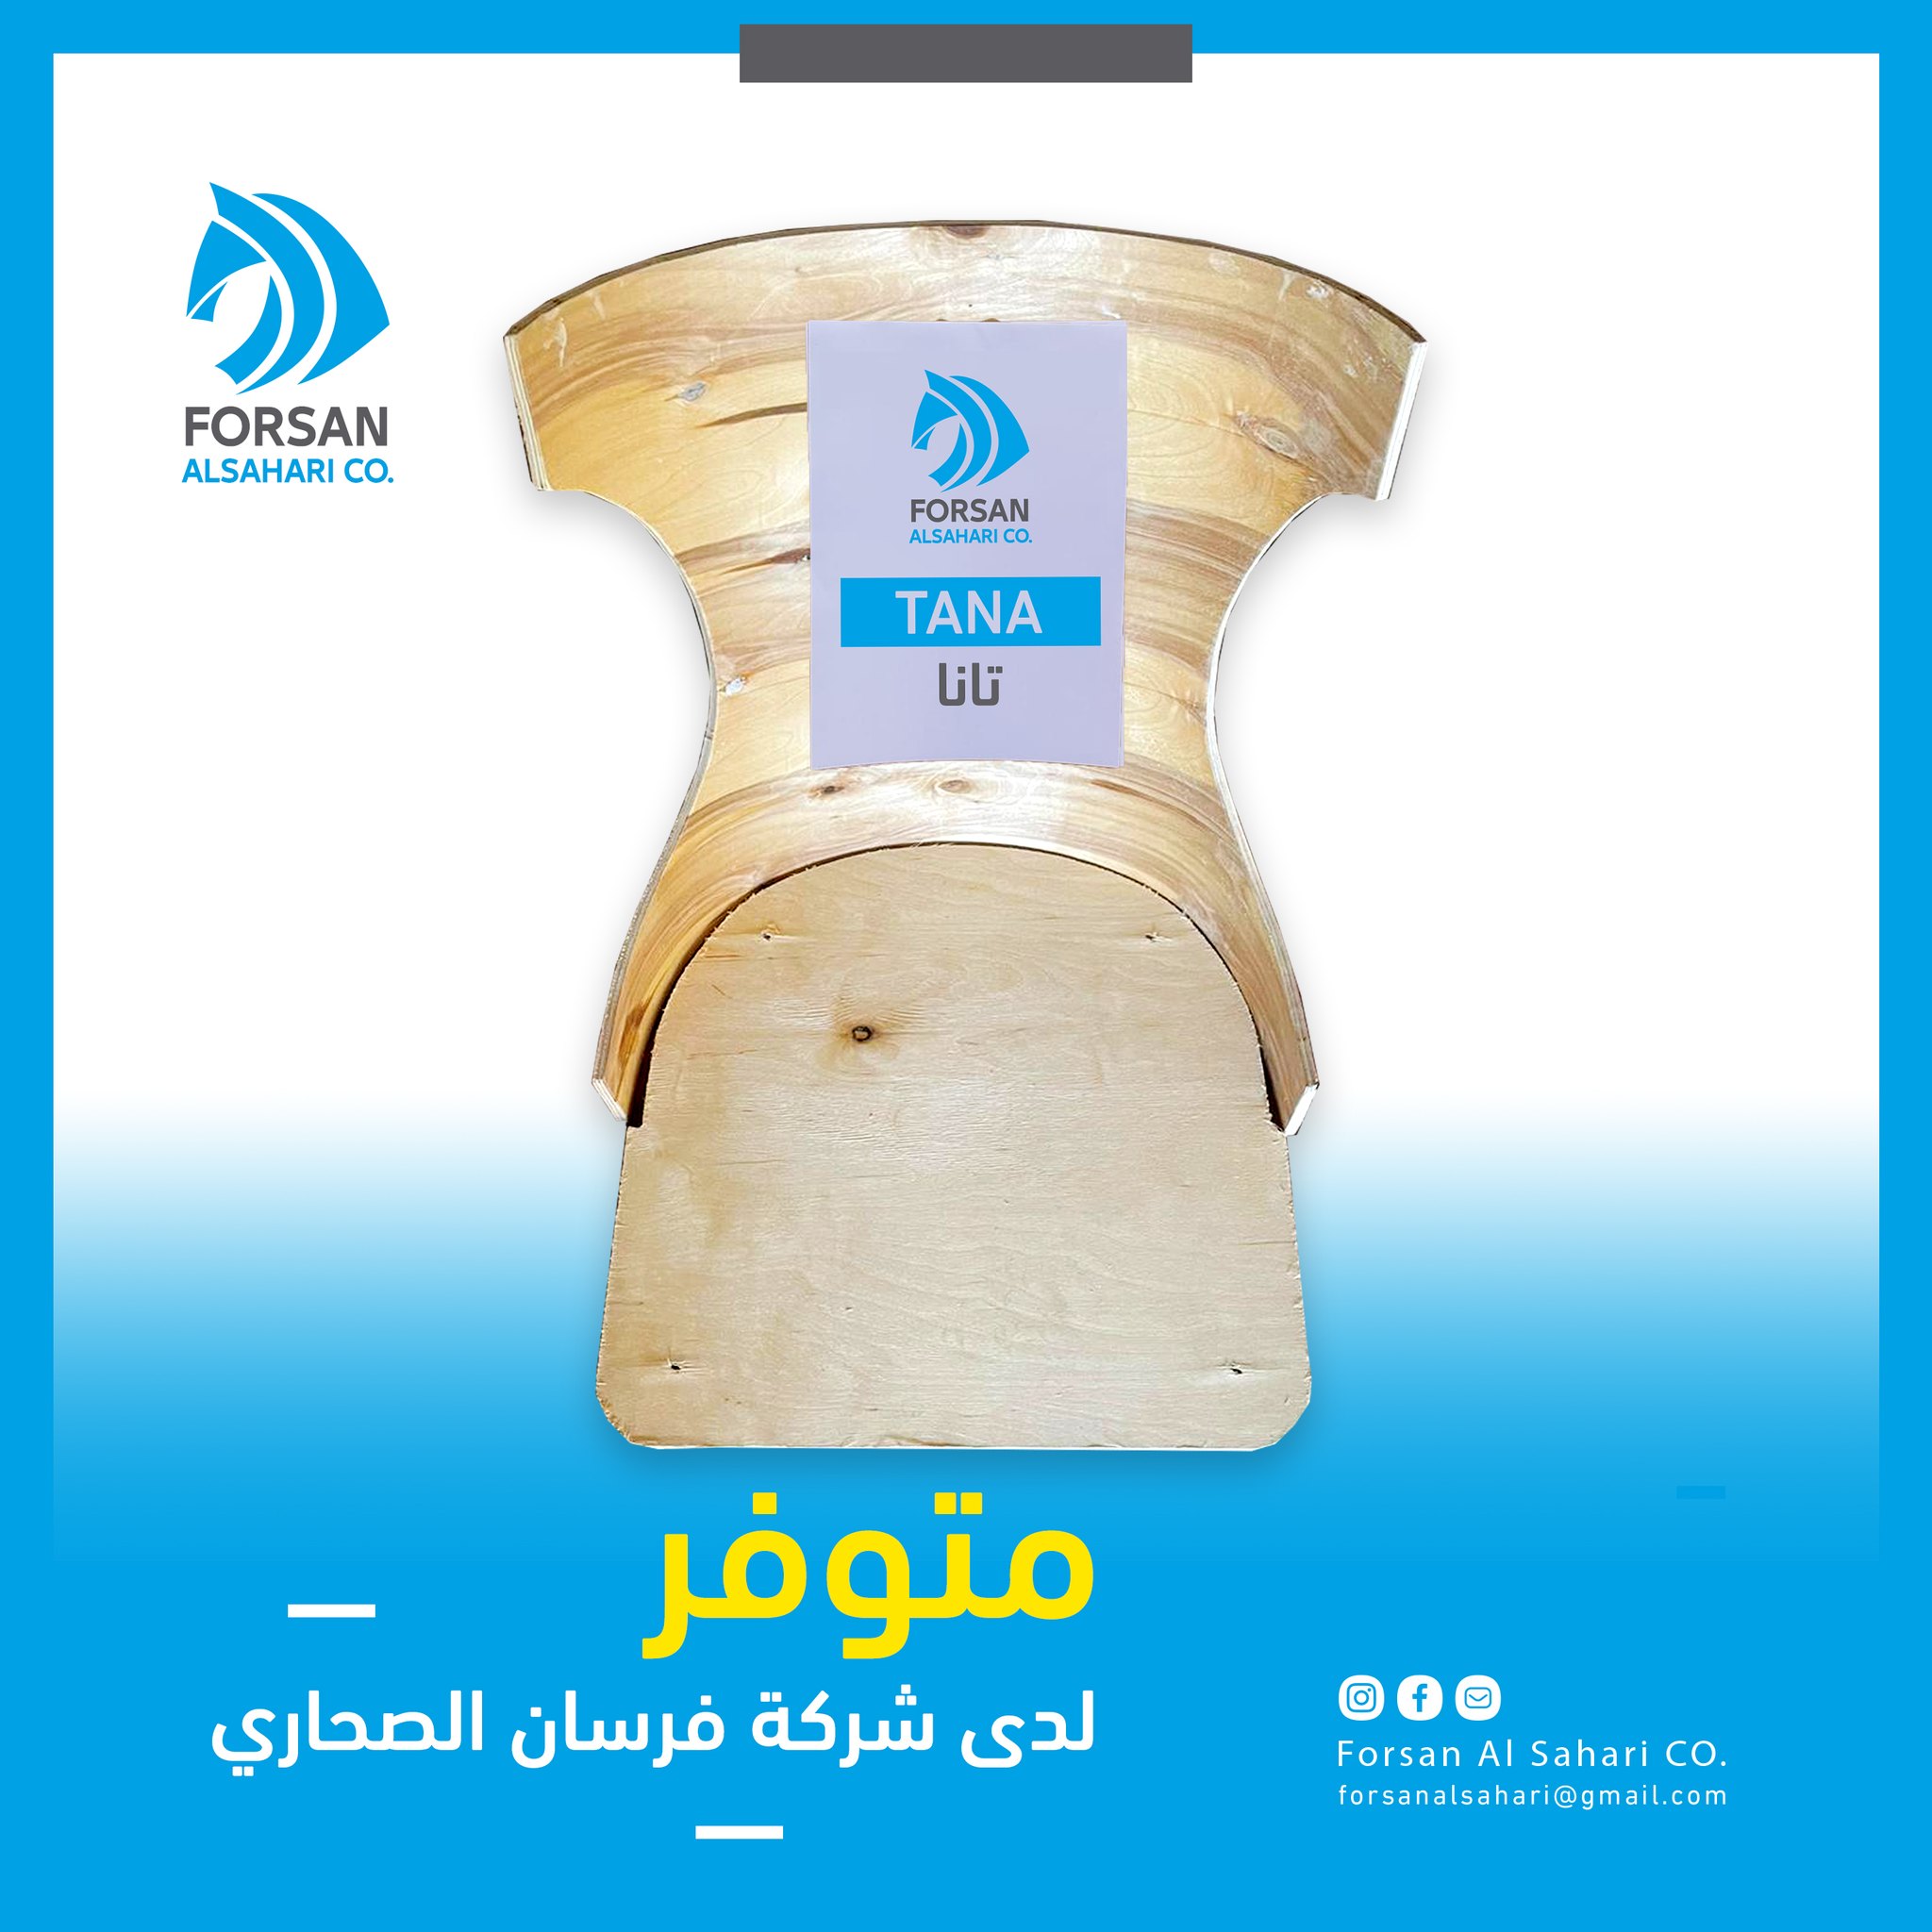 FORSAN
ALSAHARI CO.
FORSAN
ALSAHARI CO.
TANA
تانا
متوفر
لدى شركة فرسان الصحاري
Forsan Al Sahari CO.
forsanalsahari@gmail.com